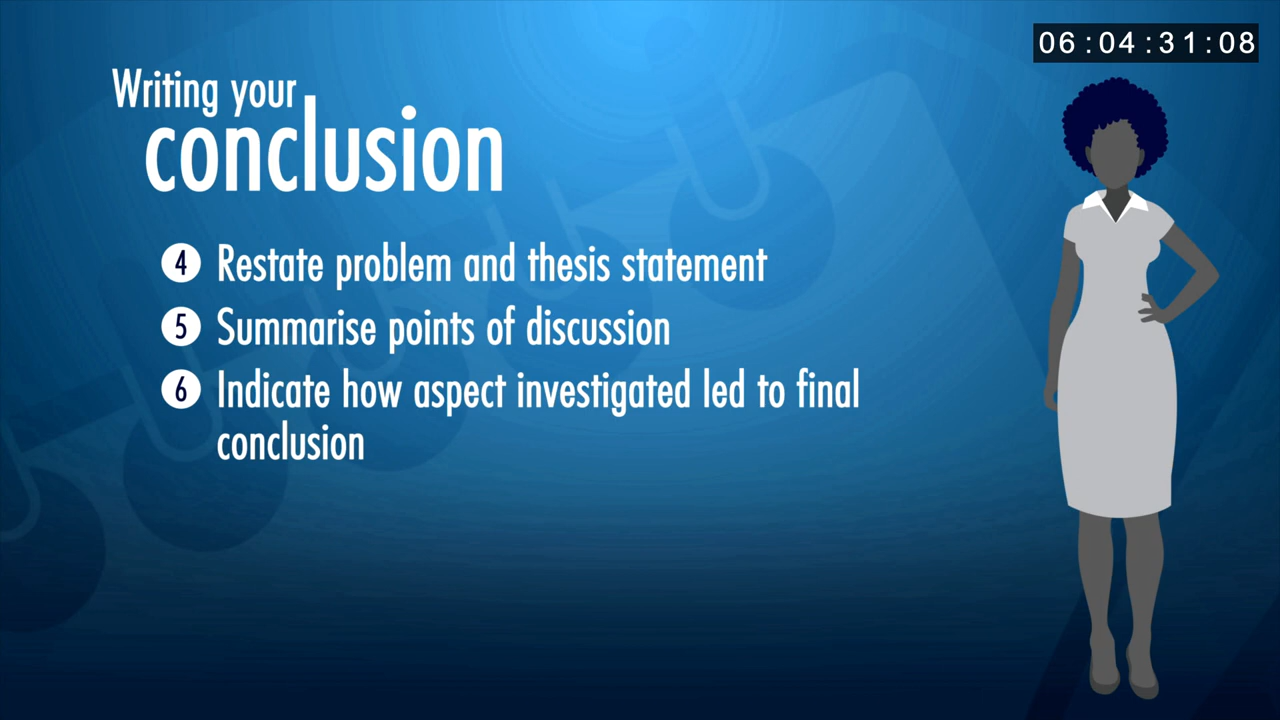 06:04:31:08
Writing your
conclusion
4 Restate problem and thesis statement
5 Summarise points of discussion
6 Indicate how aspect investigated led to final
conclusion